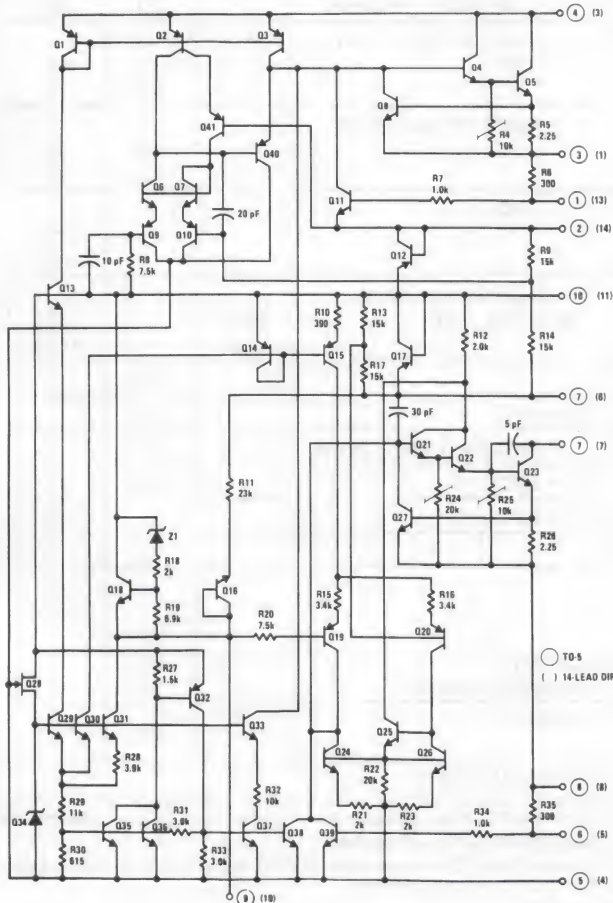 4 (3)
Q1
Q2
Q3
Q4
Q5
Q8
R4
10k
R5
2.25
3 (1)
R6
300
Q41
Q40
R7
1.0k
1 (13)
Q6
Q7
Q11
2 (14)
20 pF
Q9
Q10
Q12
R9
15k
10 pF
R8
7.5k
Q13
10 (11)
R10
300
R13
15k
R12
2.0k
R14
15k
Q14
Q15
Q17
R17
15k
7 (6)
30 pF
5 pF
7 (7)
Q21
Q22
Q23
R11
23k
R24
20k
R25
10k
Z1
Q27
R26
2.25
R18
2k
Q18
R19
6.9k
Q16
R15
3.4k
R16
3.4k
R20
7.5k
Q19
Q20
TO-5
( ) 14-LEAD DIP
Q28
R27
1.5k
Q32
Q29
Q30
Q31
Q33
Q25
Q24
Q26
R28
3.9k
R22
20k
8 (8)
R29
11k
R32
10k
R21
2k
R23
2k
R35
300
Q34
R31
3.0k
R34
1.0k
Q35
Q36
Q37
Q38
Q39
6 (5)
R30
615
R33
3.0k
5 (4)
9 (10)